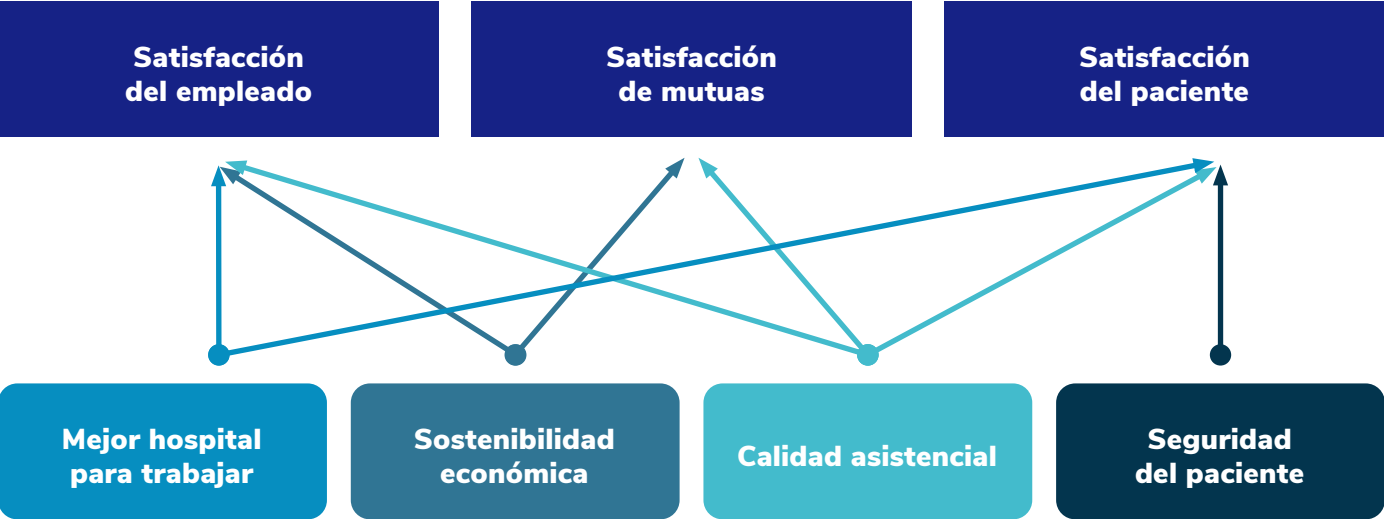 Satisfacción
del empleado
Satisfacción
de mutuas
Satisfacción
del paciente
Mejor hospital
para trabajar
Sostenibilidad
económica
Calidad asistencial
Seguridad
del paciente